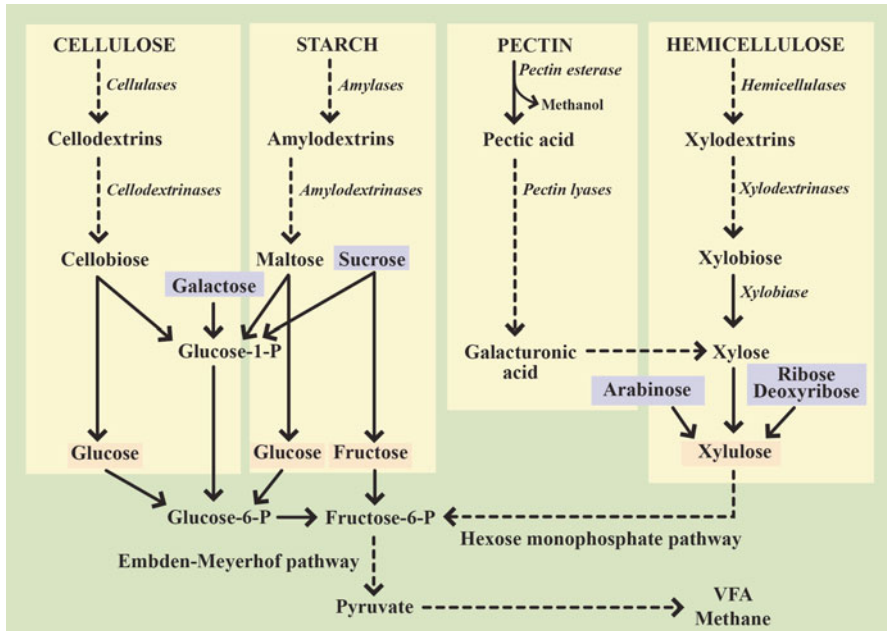 CELLULOSE
STARCH
PECTIN
HEMICELLULOSE
Cellulases
Amylases
Pectin esterase
Methanol
Hemicellulases
Cellodextrins
Amylodextrins
Pectic acid
Xylodextrins
Cellodextrinases
Amylodextrinases
Pectin lyases
Xylodextrinases
Cellobiose
Maltose
Sucrose
Xylobiose
Galactose
Xylobiase
Glucose-1-P
Galacturonic
acid
Xylose
Arabinose
Ribose
Deoxyribose
Glucose
Glucose
Fructose
Xylulose
Glucose-6-P
Fructose-6-P
Hexose monophosphate pathway
Embden-Meyerhof pathway
Pyruvate
VFA
Methane